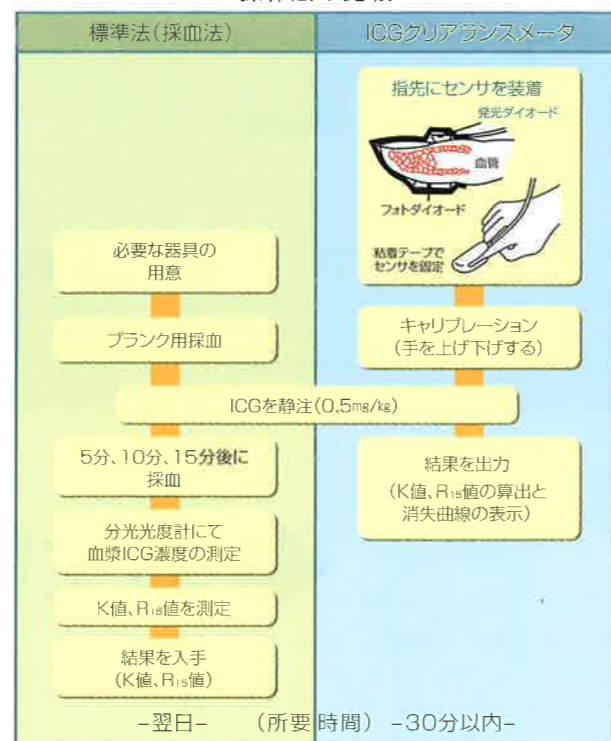 標準法(採血法)
ICGクリアランスメータ
指先にセンサを装着
発光ダイオード
血管
フォトダイオード
粘着テープで
センサを固定
必要な器具の
用意
ブランク用採血
キャリブレーション
(手を上げ下げする)
ICGを静注(0.5mg/kg)
5分、10分、15分後に
採血
分光光度計にて
血漿ICG濃度の測定
K値、R15値を測定
結果を入手
(K値、R15値)
結果を出力
(K値、R15値の算出と
消失曲線の表示)
-翌日- (所要時間) -30分以内-